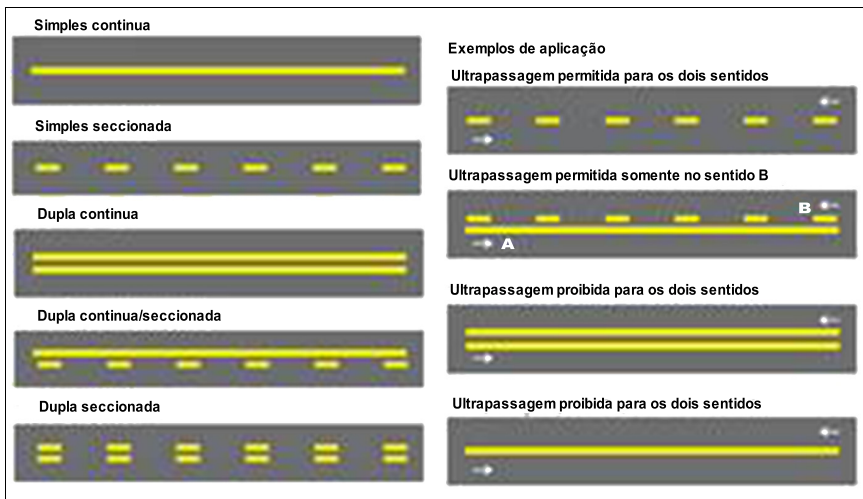 Simples continua
Simples seccionada
Dupla continua
Dupla continua/seccionada
Dupla seccionada
Exemplos de aplicação
Ultrapassagem permitida para os dois sentidos
Ultrapassagem permitida somente no sentido B
B
A
Ultrapassagem proibida para os dois sentidos
Ultrapassagem proibida para os dois sentidos